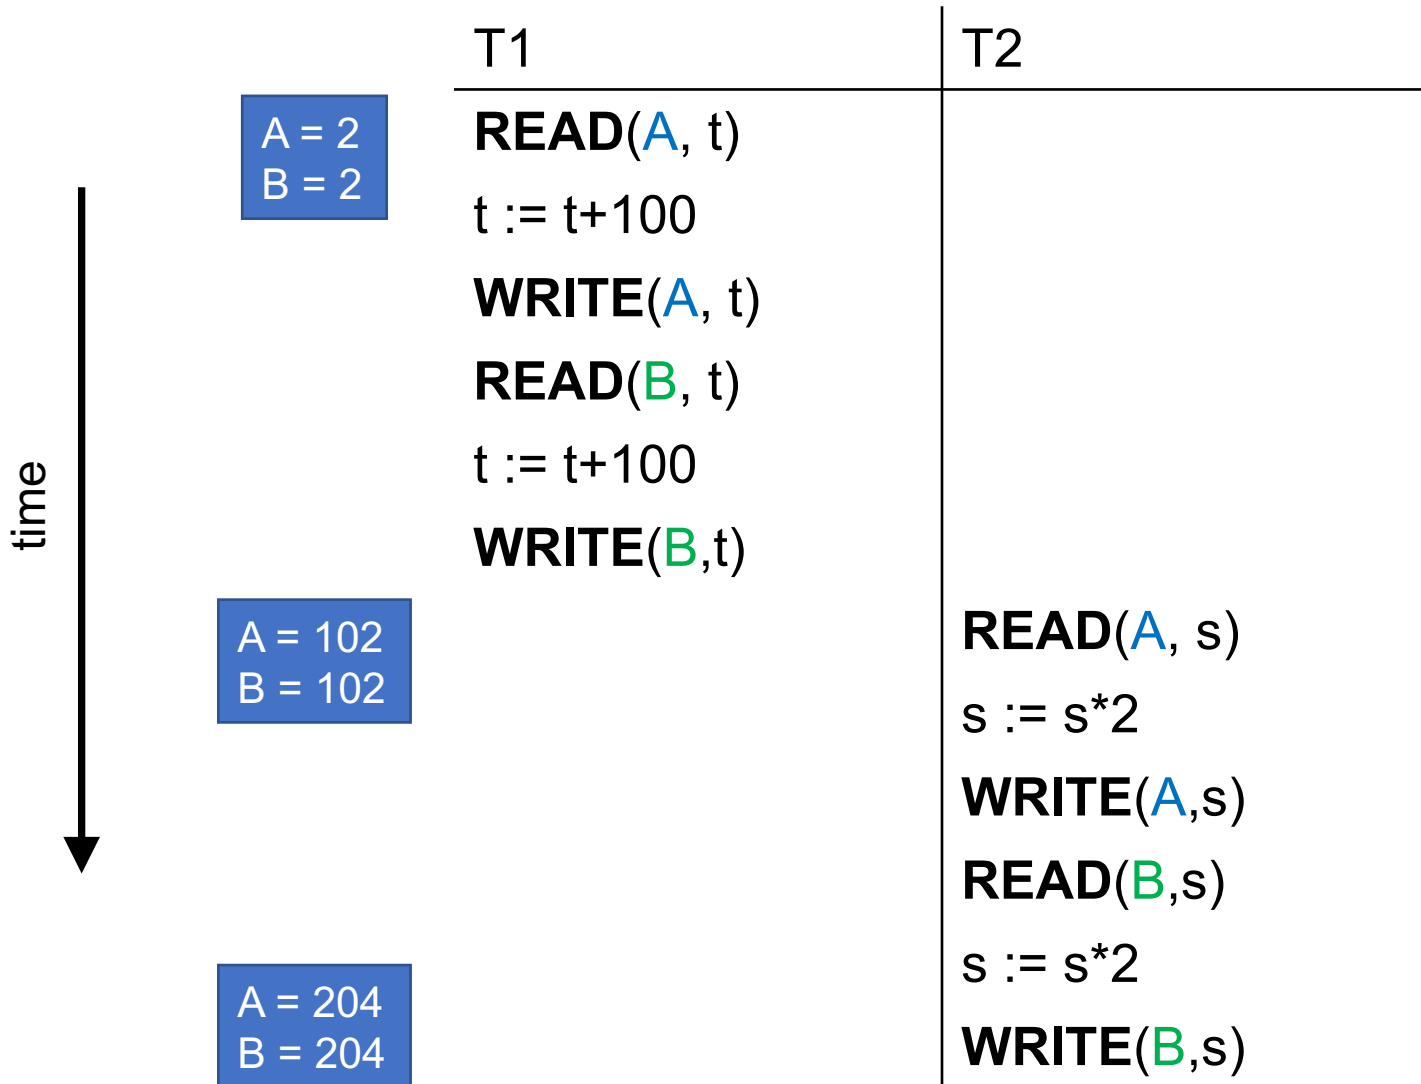 T1
T2
A = 2
B = 2
READ(A, t)
t := t+100
WRITE(A, t)
READ(B, t)
t := t+100
WRITE(B,t)
time
A = 102
B = 102
READ(A, s)
s := s*2
WRITE(A,s)
READ(B,s)
s := s*2
WRITE(B,s)
A = 204
B = 204